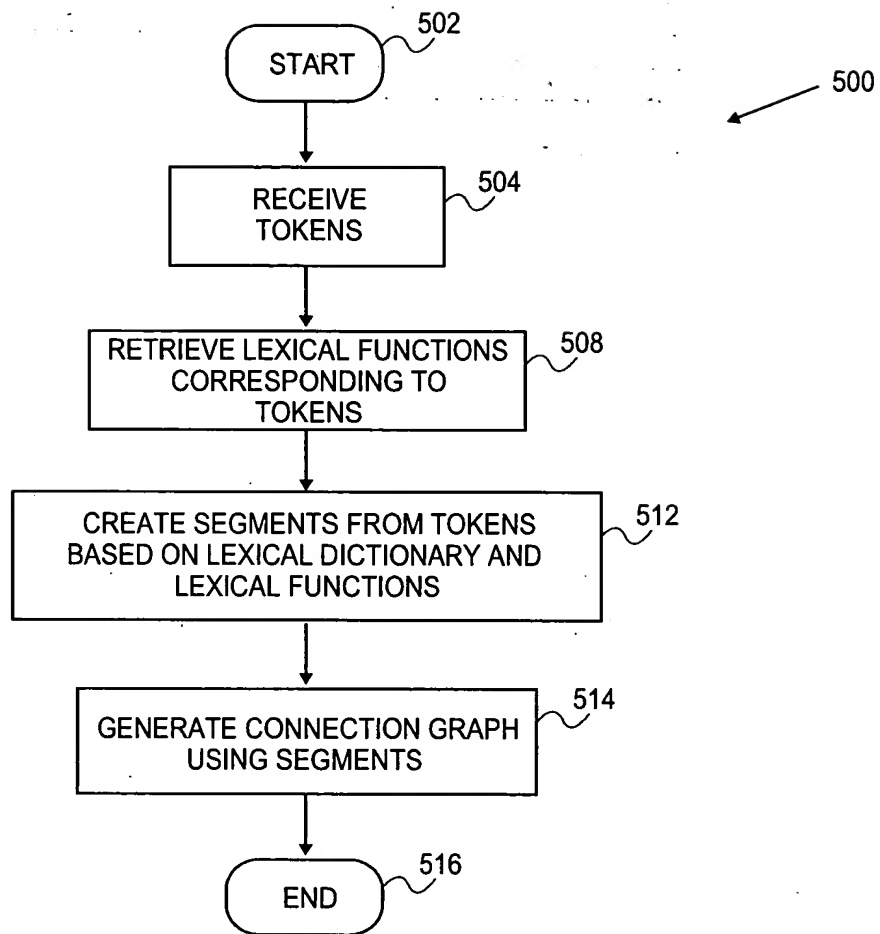 502
START
500
504
RECEIVE
TOKENS
508
RETRIEVE LEXICAL FUNCTIONS
CORRESPONDING TO
TOKENS
512
CREATE SEGMENTS FROM TOKENS
BASED ON LEXICAL DICTIONARY AND
LEXICAL FUNCTIONS
514
GENERATE CONNECTION GRAPH
USING SEGMENTS
516
END